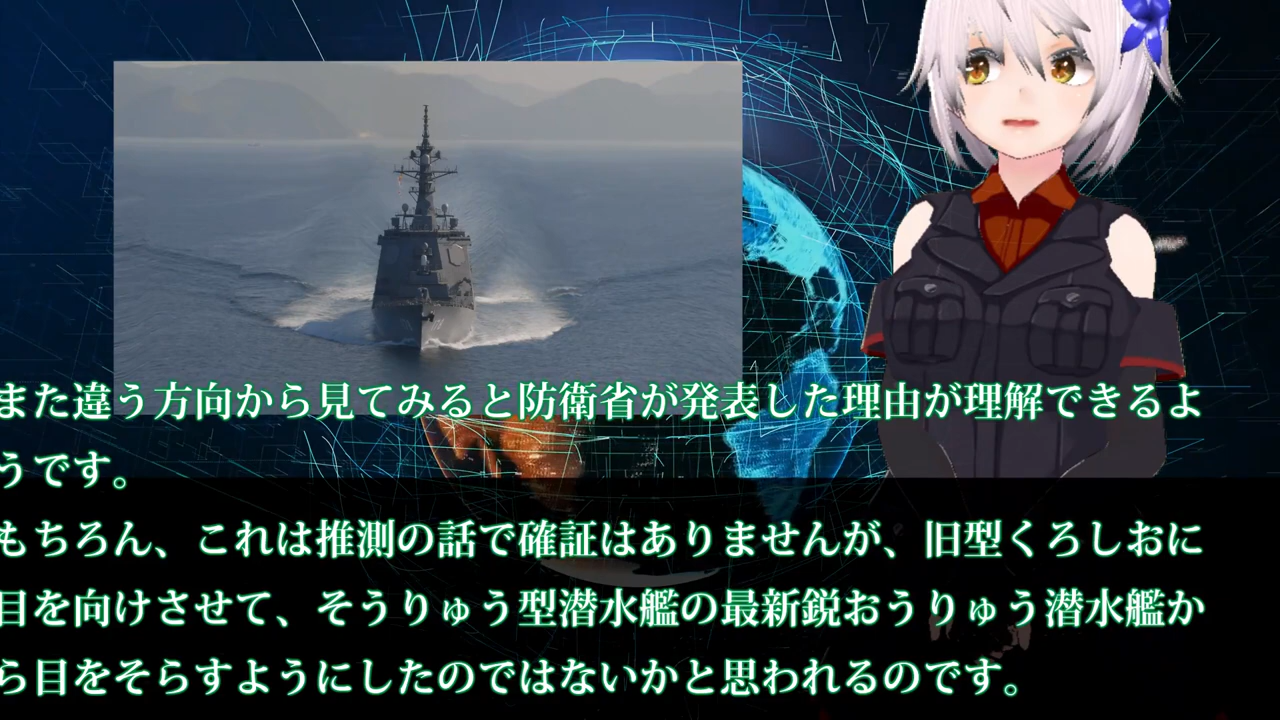 また違う方向から見てみると防衛省が発表した理由が理解できるよ
うです。
もちろん、これは推測の話で確証はありませんが、旧型くろしおに
目を向けさせて、そうりゅう型潜水艦の最新鋭おうりゅう潜水艦か
ら目をそらすようにしたのではないかと思われるのです。